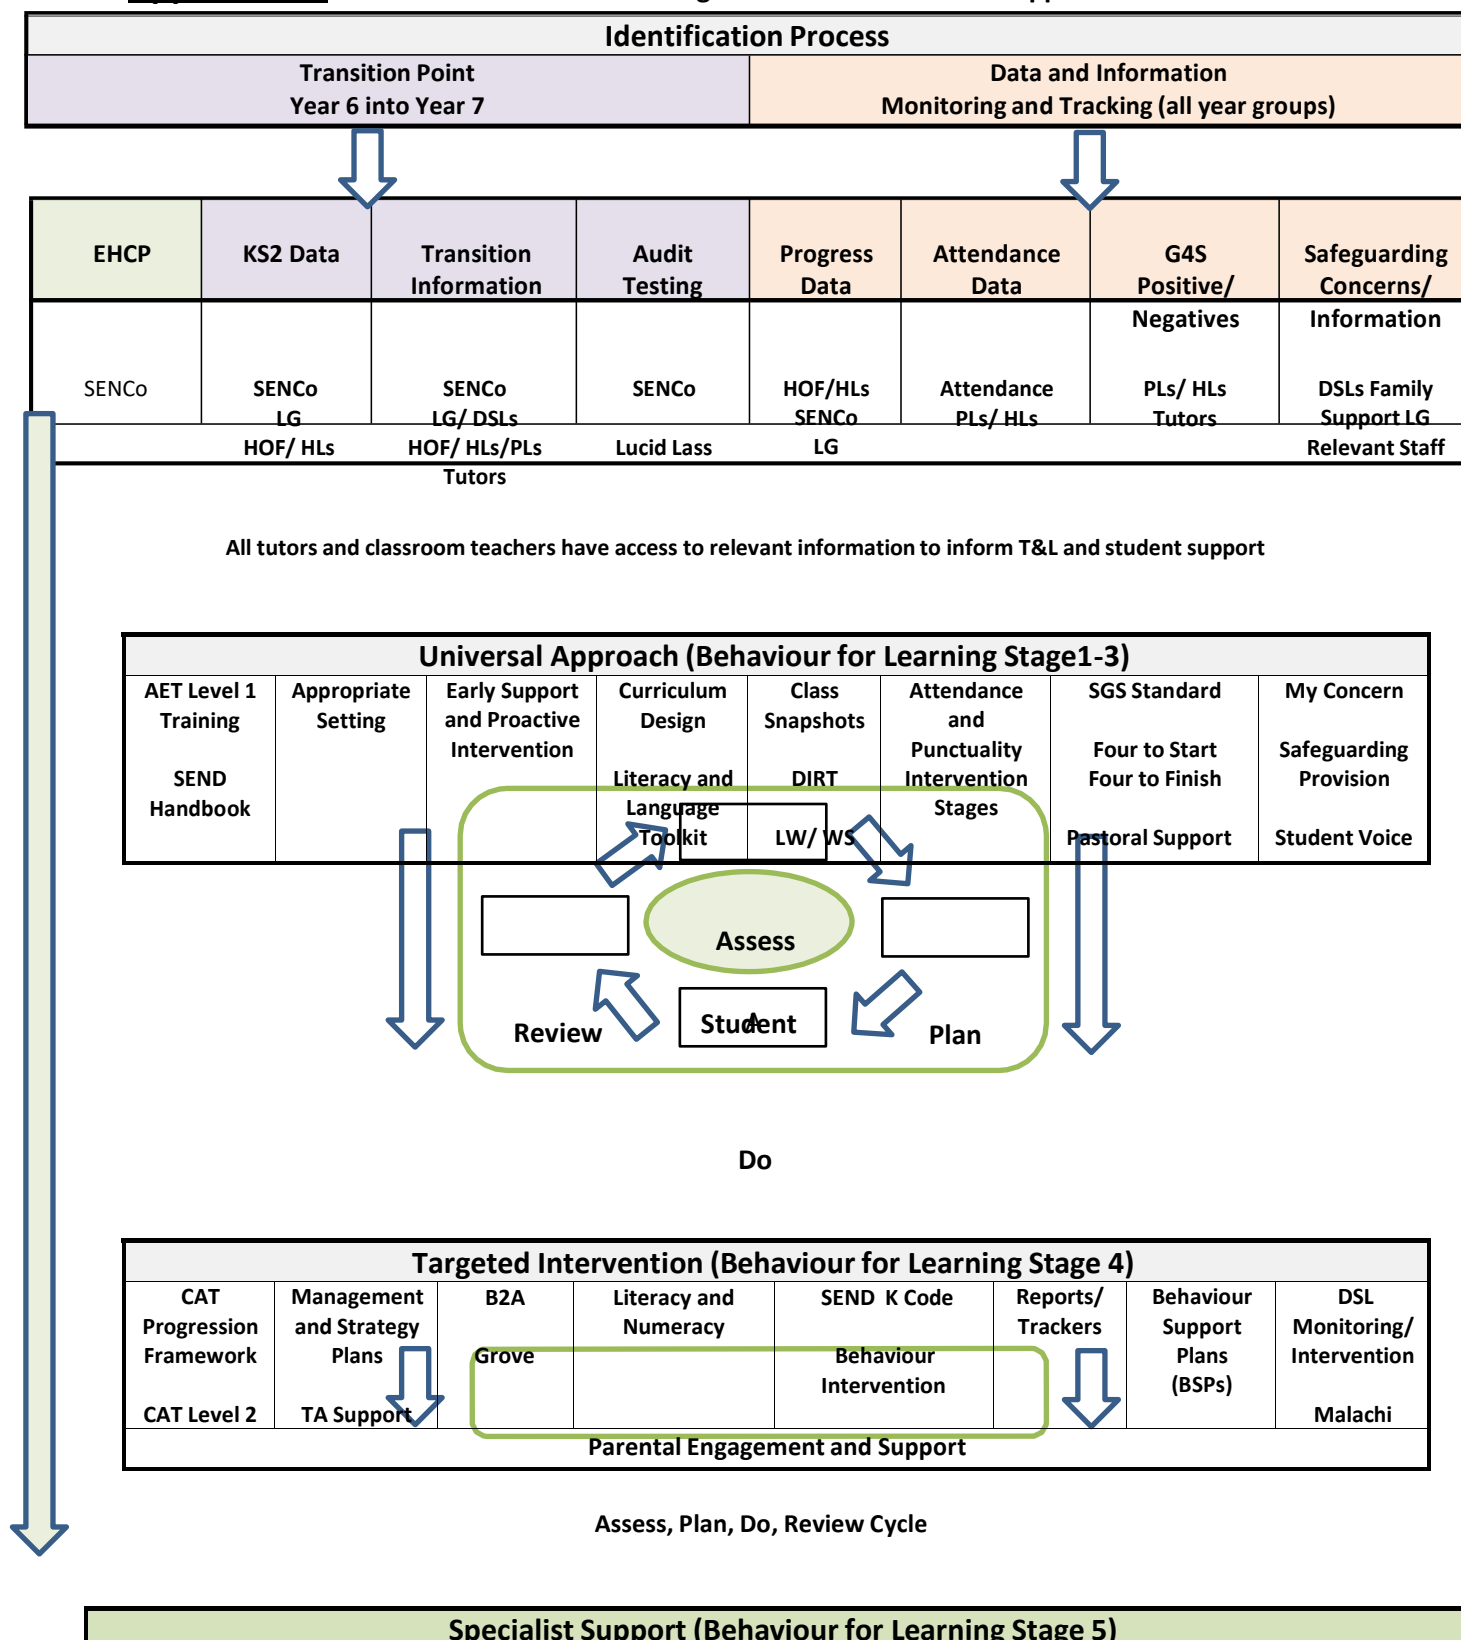 Identification Process
Transition Point
Year 6 into Year 7
Data and Information
Monitoring and Tracking (all year groups)
EHCP
KS2 Data
Transition
Information
Audit
Testing
Progress
Data
Attendance
Data
G4S
Positive/
Negatives
Safeguarding
Concerns/
Information
SENCo
SENCo
LG
HOF/ HLs
SENCo
LG/ DSLs
HOF/ HLs/PLs
Tutors
SENCo
Lucid Lass
HOF/HLs
SENCo
LG
Attendance
PLs/ HLs
PLs/ HLs
Tutors
DSLs Family
Support LG
Relevant Staff
All tutors and classroom teachers have access to relevant information to inform T&L and student support
Universal Approach (Behaviour for Learning Stage1-3)
AET Level 1
Training
SEND
Handbook
Appropriate
Setting
Early Support
and Proactive
Intervention
Curriculum
Design
Literacy and
Language
Toolkit
Class
Snapshots
DIRT
LW/ WS
Attendance
and
Punctuality
Intervention
Stages
SGS Standard
Four to Start
Four to Finish
Pastoral Support
My Concern
Safeguarding
Provision
Student Voice
Assess
Review
Student
A
Plan
Do
Targeted Intervention (Behaviour for Learning Stage 4)
CAT
Progression
Framework
CAT Level 2
Management
and Strategy
Plans
TA Support
B2A
Grove
Literacy and
Numeracy
SEND K Code
Behaviour
Intervention
Reports/
Trackers
Behaviour
Support
Plans
(BSPs)
DSL
Monitoring/
Intervention
Malachi
Parental Engagement and Support
Assess, Plan, Do, Review Cycle
Specialist Support (Behaviour for Learning Stage 5)